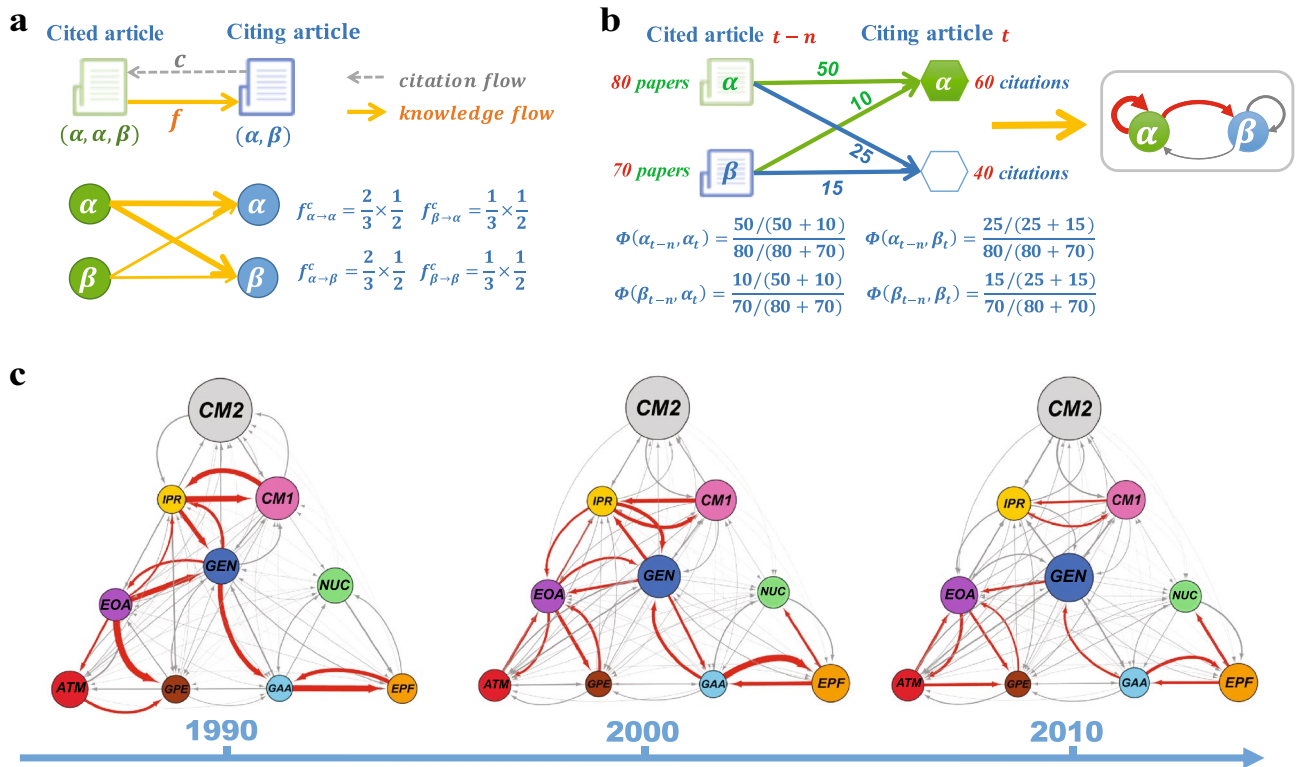 a
Cited article
Citing article
c
f
(α, α, β)
(α, β)
citation flow
knowledge flow
α
α
β
β
f^c_{α→α} = 2/3 × 1/2
f^c_{β→α} = 1/3 × 1/2
f^c_{α→β} = 2/3 × 1/2
f^c_{β→β} = 1/3 × 1/2
b
Cited article t − n
Citing article t
80 papers
α
50
α
60 citations
10
25
70 papers
β
15
40 citations
α
β
Φ(α_{t−n}, α_t) = 50/(50 + 10) / 80/(80 + 70)
Φ(α_{t−n}, β_t) = 25/(25 + 15) / 80/(80 + 70)
Φ(β_{t−n}, α_t) = 10/(50 + 10) / 70/(80 + 70)
Φ(β_{t−n}, β_t) = 15/(25 + 15) / 70/(80 + 70)
c
CM2
IPR
CM1
GEN
NUC
EOA
ATM
GPE
GAA
EPF
1990
CM2
IPR
CM1
GEN
NUC
EOA
ATM
GPE
GAA
EPF
2000
CM2
IPR
CM1
GEN
NUC
EOA
ATM
GPE
GAA
EPF
2010